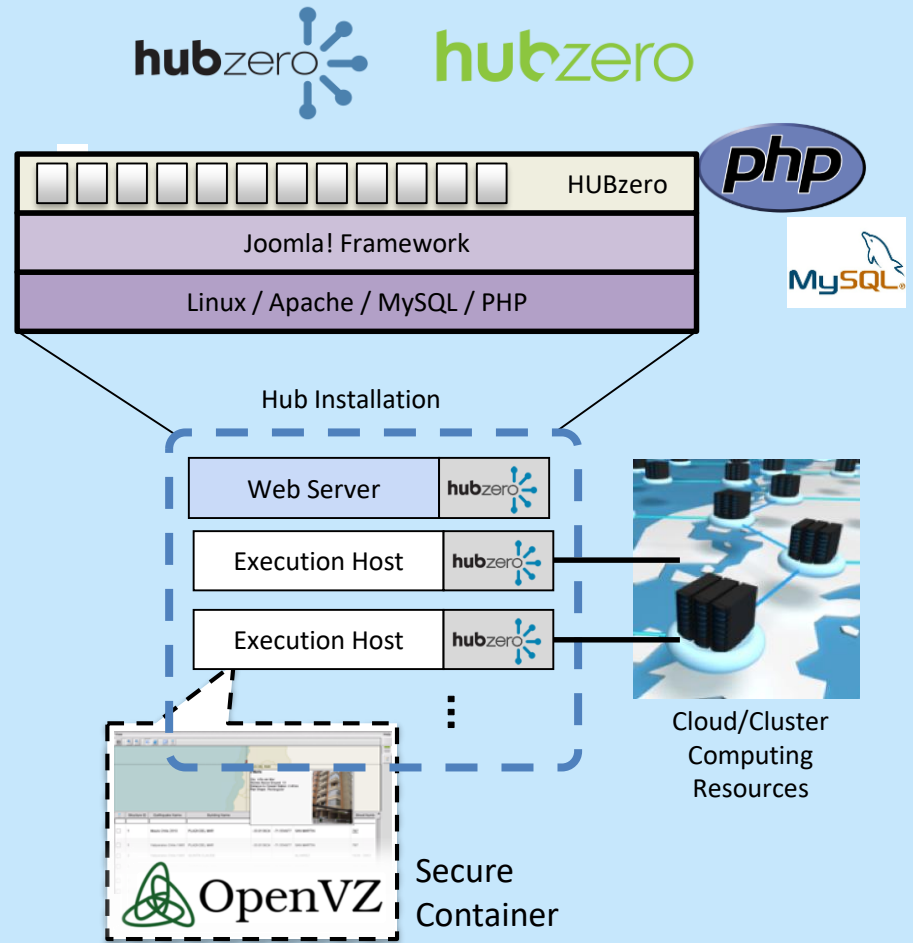 hubzero
hubzero
HUBzero
php
Joomla! Framework
MySQL®
Linux / Apache / MySQL / PHP
Hub Installation
Web Server
hubzero
Execution Host
hubzero
Execution Host
hubzero
⋮
Cloud/Cluster
Computing
Resources
OpenVZ
Secure
Container